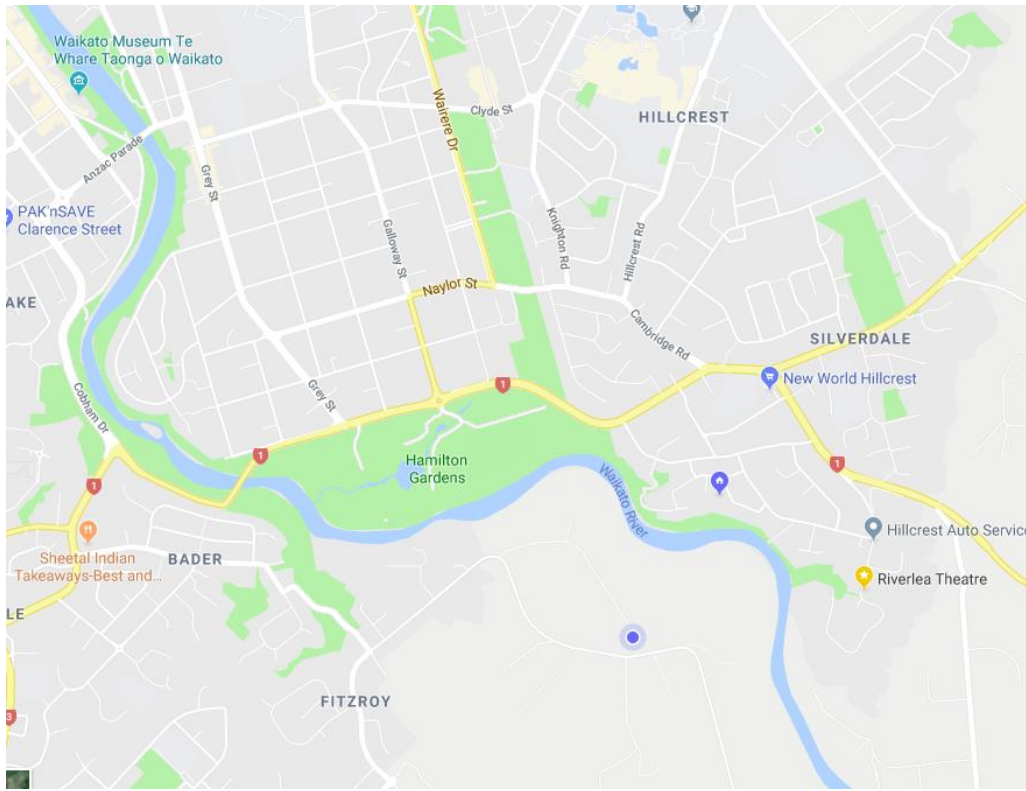 Waikato Museum Te
Whare Taonga o Waikato
Clyde St
HILLCREST
Wairere Dr
Anzac Parade
Grey St
PAK'nSAVE
Clarence Street
Galloway St
Knighton Rd
Hillcrest Rd
Naylor St
AKE
Cambridge Rd
SILVERDALE
New World Hillcrest
Grey St
1
Cobham Dr
1
Hamilton
Gardens
1
1
Waikato River
Sheetal Indian
Takeaways-Best and...
BADER
Hillcrest Auto Service
Riverlea Theatre
LE
FITZROY
3